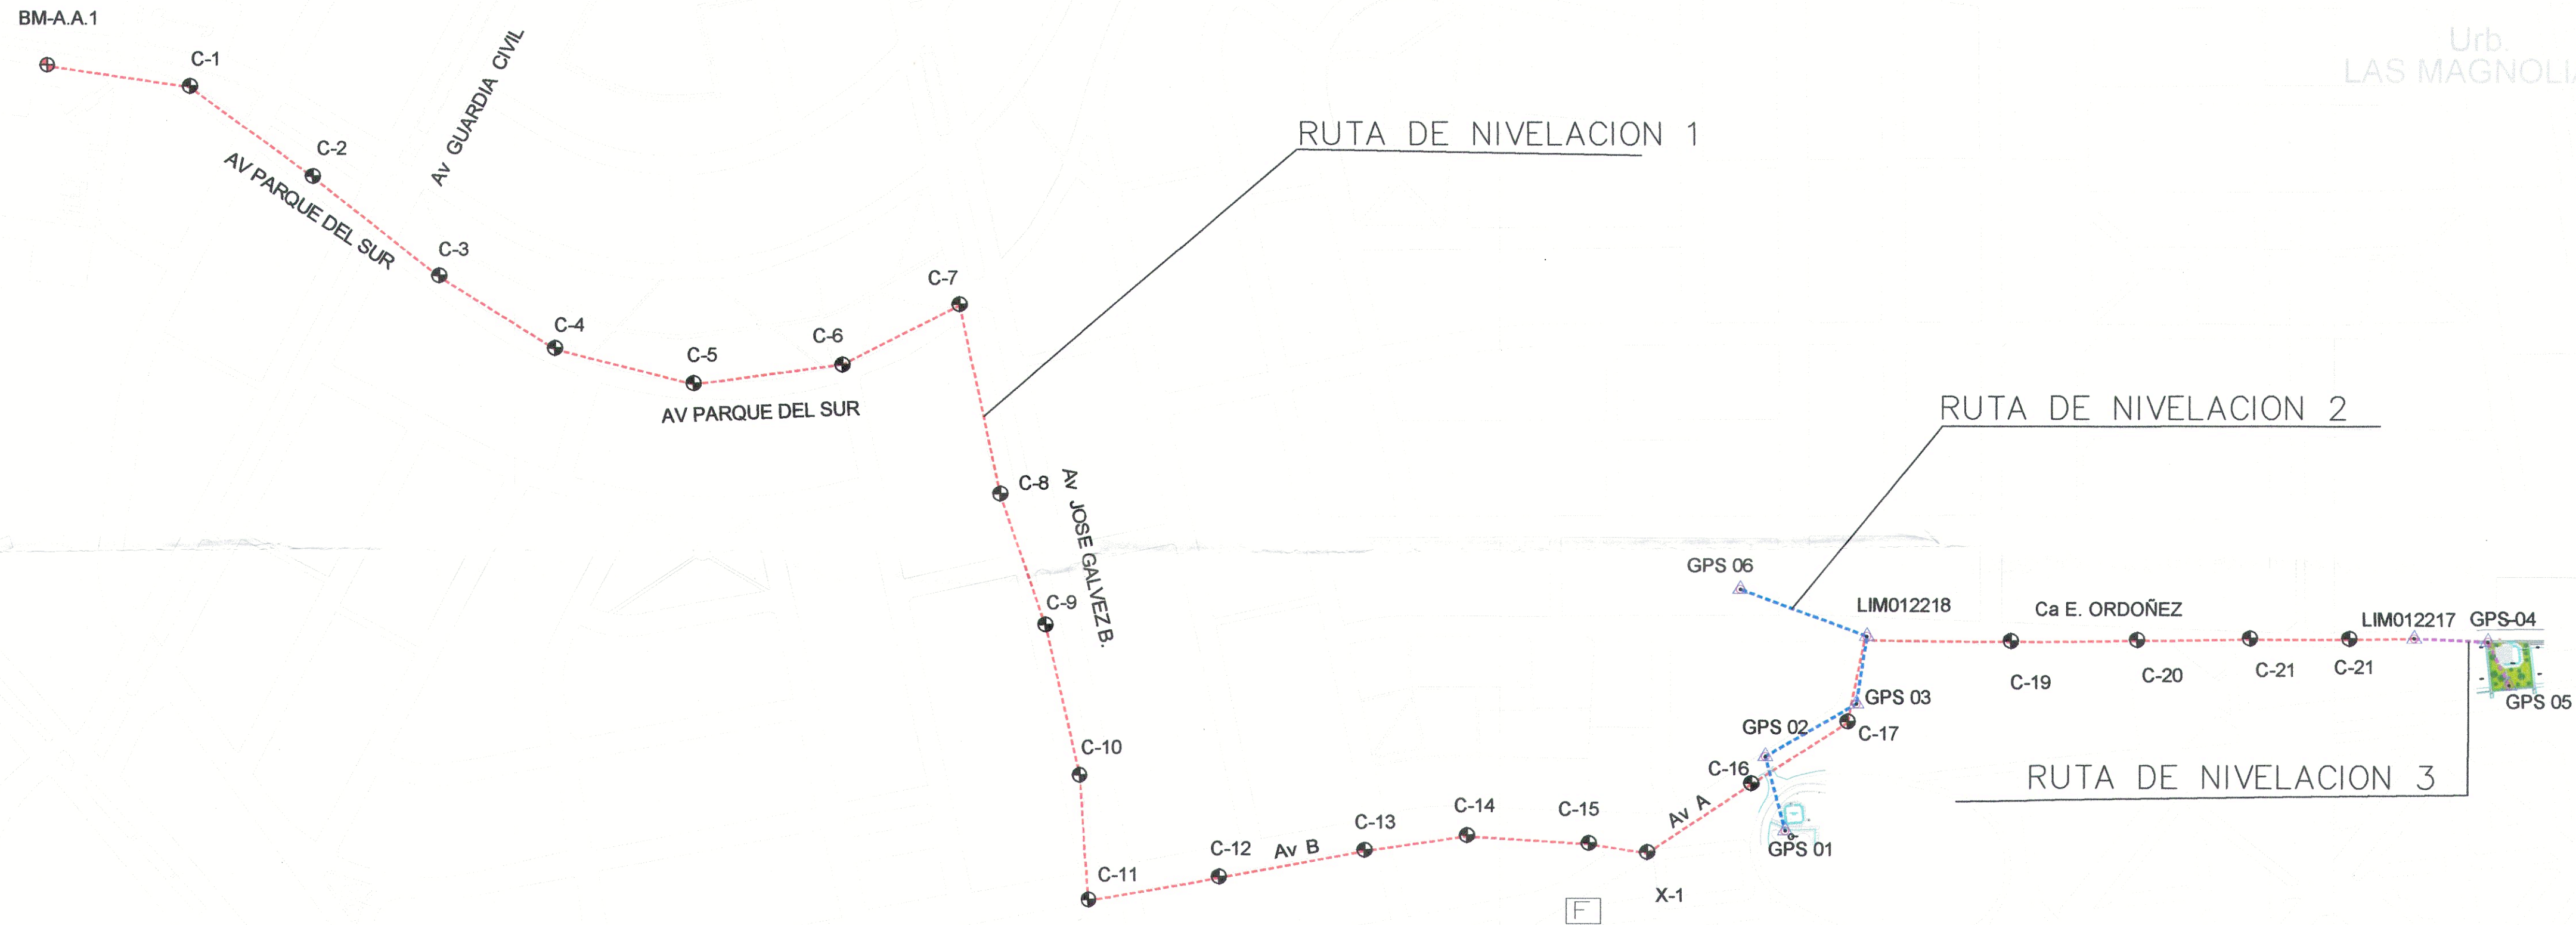 BM-A.A.1
C-1
Av GUARDIA CIVIL
Urb.
C-2
AV PARQUE DEL SUR
RUTA DE NIVELACION 1
C-3
C-7
C-4
C-6
C-5
AV PARQUE DEL SUR
RUTA DE NIVELACION 2
C-8
Av JOSE GALVEZ B.
GPS 06
C-9
LIM012218
Ca E. ORDOÑEZ
LIM012217
GPS-04
C-19
C-20
C-21
C-21
GPS 03
GPS 05
GPS 02
C-17
C-10
C-16
RUTA DE NIVELACION 3
Av A
C-14
C-15
C-13
C-12
Av B
GPS 01
C-11
X-1
F